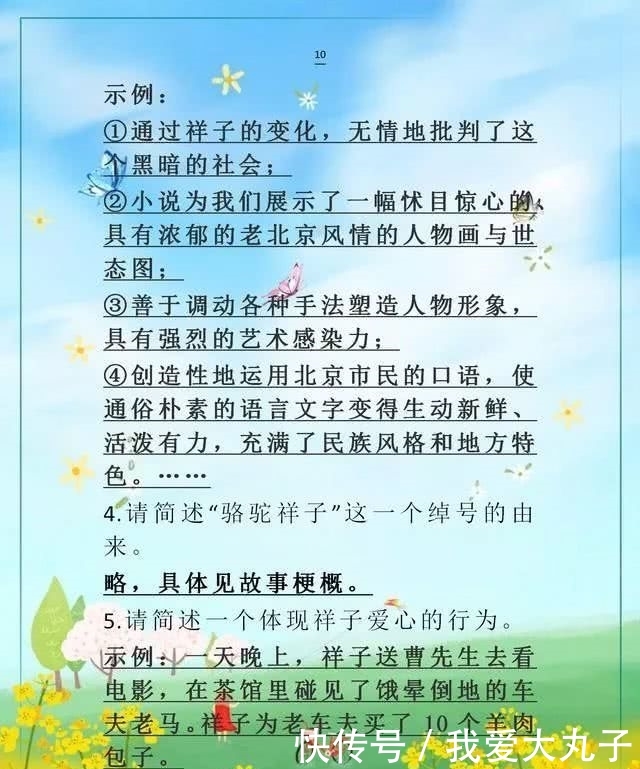 10
示例：
①通过祥子的变化，无情地批判了这
个黑暗的社会；
②小说为我们展示了一幅怵目惊心的、
具有浓郁的老北京风情的人物画与世
态图；
③善于调动各种手法塑造人物形象，
具有强烈的艺术感染力；
④创造性地运用北京市民的口语，使
通俗朴素的语言文字变得生动新鲜、
活泼有力，充满了民族风格和地方特
色。……
4.请简述“骆驼祥子”这一个绰号的由
来。
略，具体见故事梗概。
5.请简述一个体现祥子爱心的行为。
示例：一天晚上，祥子送曹先生去看
电影，在茶馆里碰见了饿晕倒地的车
夫老马。祥子为老车夫买了10个羊肉
包子。
快传号/我爱大丸子